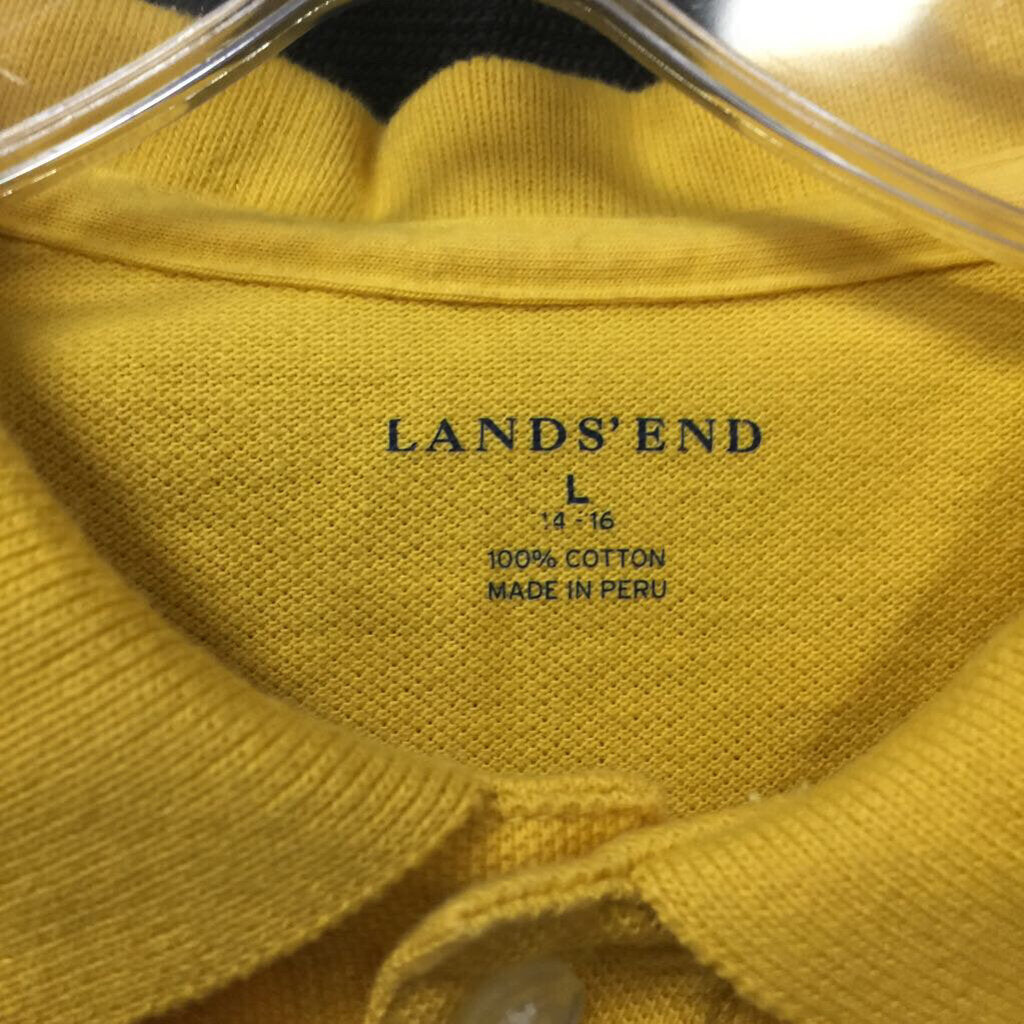 LANDS' END
L
14 - 16
100% COTTON
MADE IN PERU